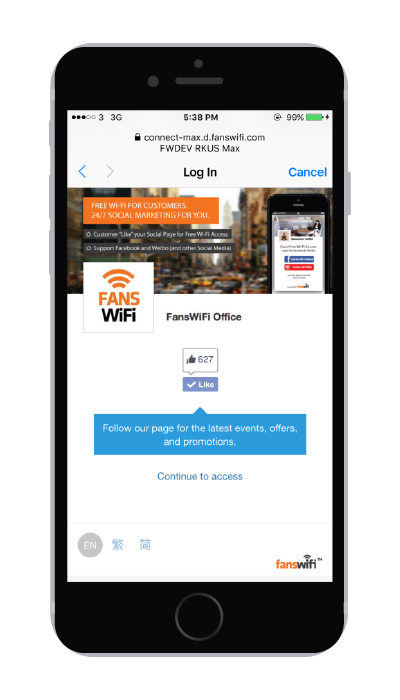 3 3G 5:38 PM 99%
connect-max.d.fanswifi.com
FWDEV RKUS Max
Log In Cancel
FREE WI-FI FOR CUSTOMERS.
24/7 SOCIAL MARKETING FOR YOU.
Customer "Like" your Social Page for Free Wi-Fi Access
Support Facebook and Weibo (and other Social Media)
FANS
WiFi
FansWiFi Office
627
Like
Follow our page for the latest events, offers,
and promotions.
Continue to access
EN 繁 简
fanswifi™